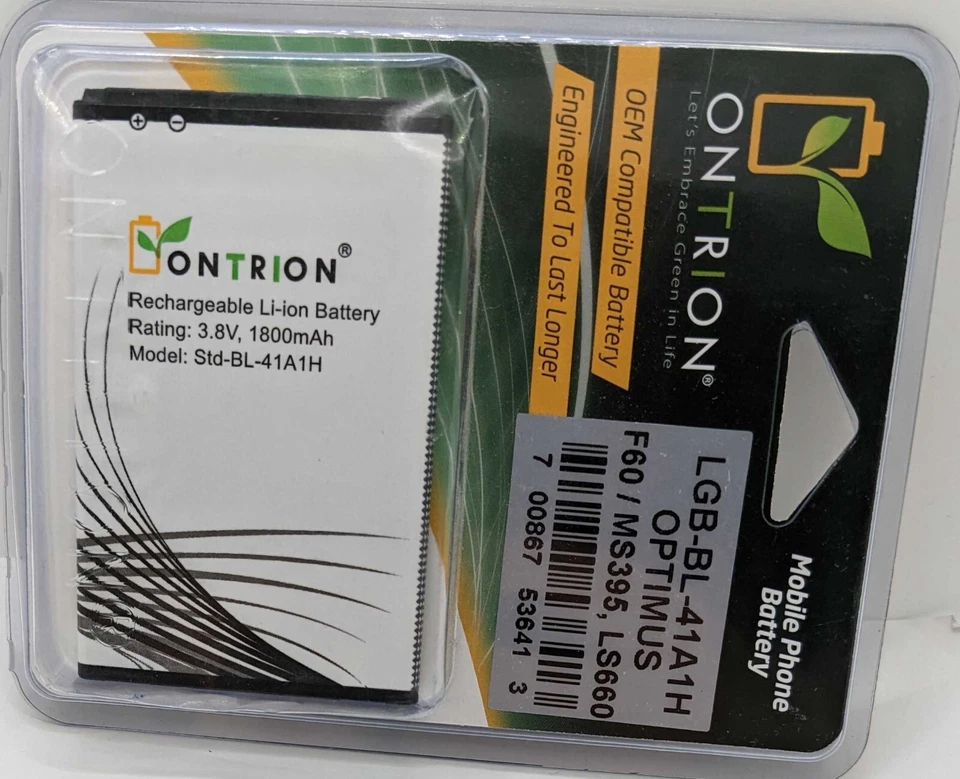 + -
ONTRION®
Rechargeable Li-ion Battery
Rating: 3.8V, 1800mAh
Model: Std-BL-41A1H
ONTRION®
Let's Embrace Green in Life
OEM Compatible Battery
Engineered To Last Longer
Mobile Phone
Battery
LGB-BL-41A1H
OPTIMUS
F60 / MS395, LS660
7 00867 53641 3